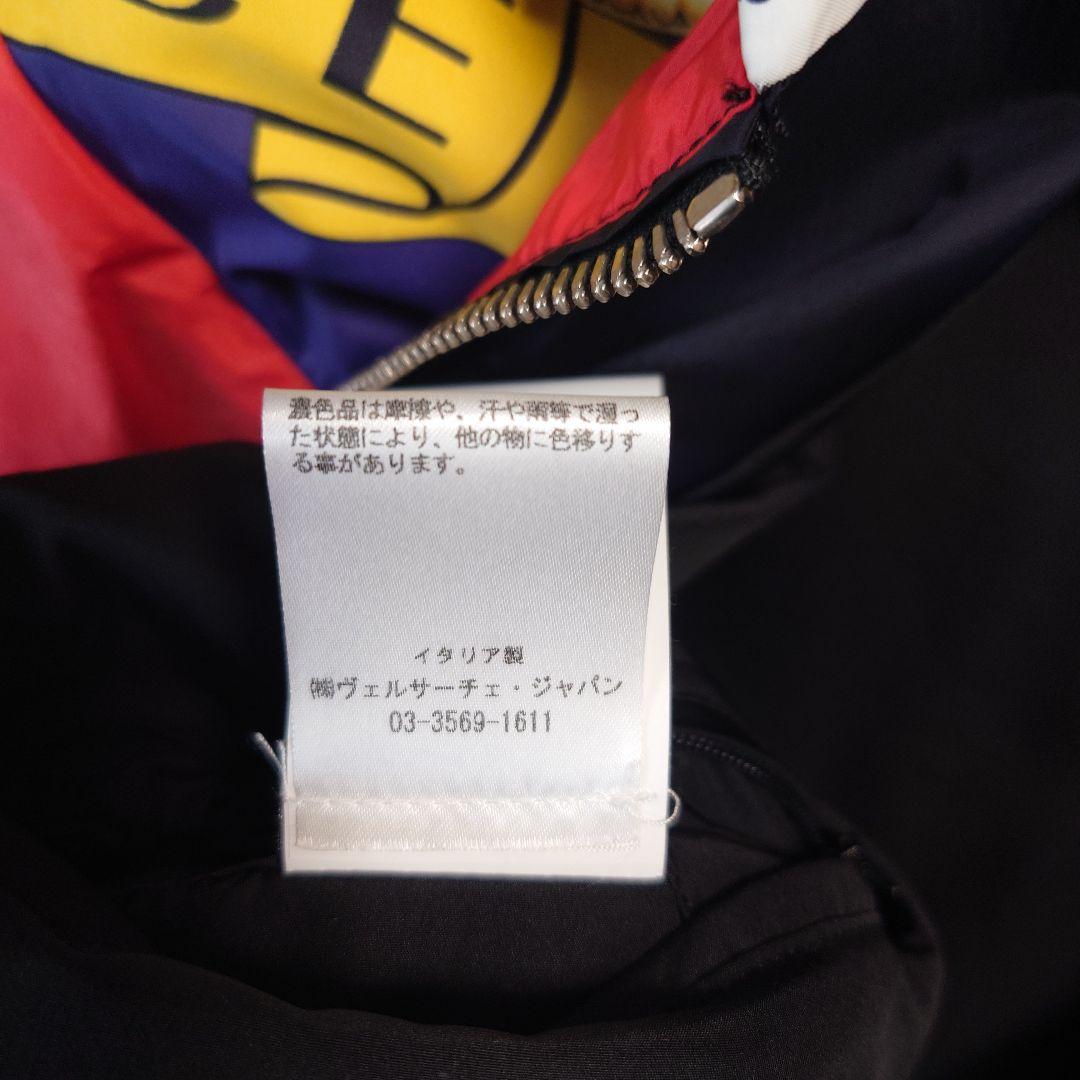 E
濃色品は摩擦や、汗や雨等で湿っ
た状態により、他の物に色移りす
る事があります。
イタリア製
㈱ヴェルサーチェ・ジャパン
03-3569-1611